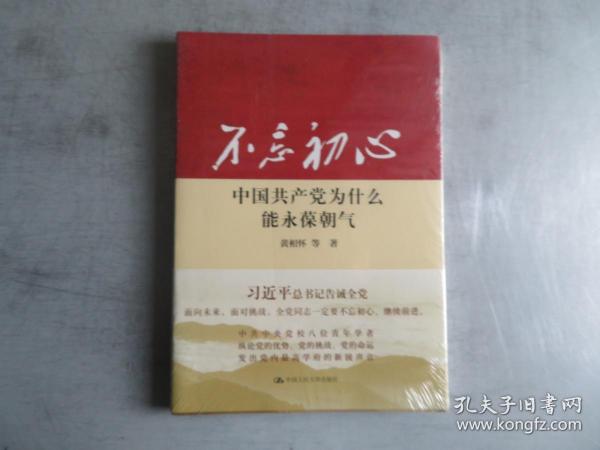 不忘初心
中国共产党为什么
能永葆朝气
黄相怀 等 著
习近平总书记告诫全党
面向未来，面对挑战，全党同志一定要不忘初心、继续前进。
中共中央党校八位青年学者
纵论党的优势、党的挑战、党的命运
发出党内最高学府的新锐声音
中国人民大学出版社
孔夫子旧书网
www.kongfz.com